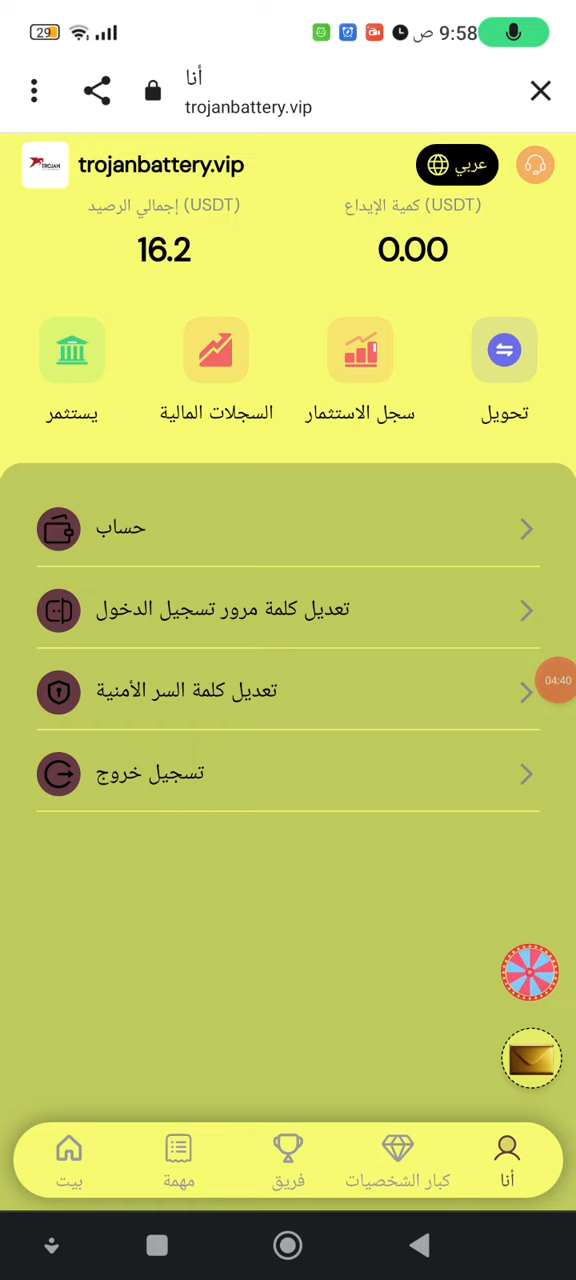 29
ص 9:58
أنا
trojanbattery.vip
TROJAN
trojanbattery.vip
عربي
إجمالي الرصيد (USDT)
كمية الإيداع (USDT)
16.2
0.00
يستثمر
السجلات المالية
سجل الاستثمار
تحويل
حساب
تعديل كلمة مرور تسجيل الدخول
تعديل كلمة السر الأمنية
04:40
تسجيل خروج
بيت
مهمة
فريق
كبار الشخصيات
أنا